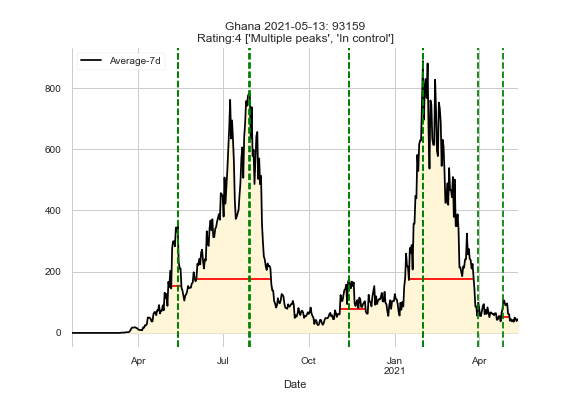 Ghana 2021-05-13: 93159
Rating:4 ['Multiple peaks', 'In control']
Average-7d
800
600
400
200
0
Apr
Jul
Oct
Jan
2021
Apr
Date